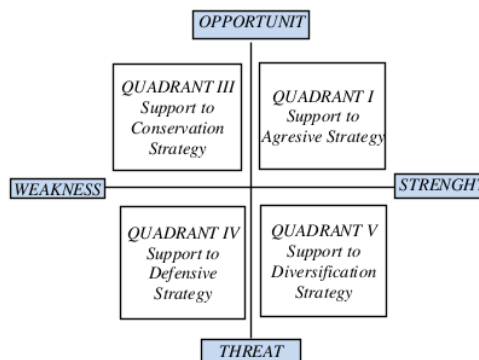 OPPORTUNIT
QUADRANT III
Support to
Conservation
Strategy
QUADRANT I
Support to
Agresive Strategy
WEAKNESS
STRENGHT
QUADRANT IV
Support to
Defensive
Strategy
QUADRANT V
Support to
Diversification
Strategy
THREAT